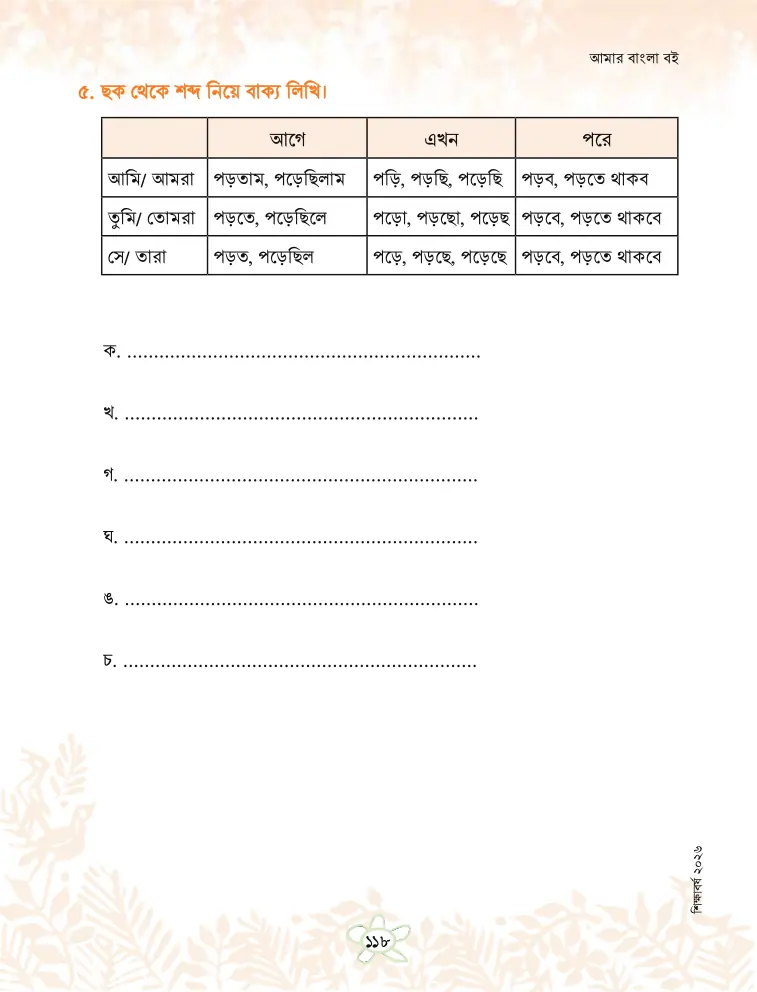 আমার বাংলা বই
৫. ছক থেকে শব্দ নিয়ে বাক্য লিখি।
আগে এখন পরে
আমি/ আমরা পড়তাম, পড়েছিলাম পড়ি, পড়ছি, পড়েছি পড়ব, পড়তে থাকব
তুমি/ তোমরা পড়তে, পড়েছিলে পড়ো, পড়ছো, পড়েছ পড়বে, পড়তে থাকবে
সে/ তারা পড়ত, পড়েছিল পড়ে, পড়ছে, পড়েছে পড়বে, পড়তে থাকবে
ক. ..................................................................
খ. ..................................................................
গ. ..................................................................
ঘ. ..................................................................
ঙ. ..................................................................
চ. ..................................................................
শিক্ষাবর্ষ ২০২৬
১১৮